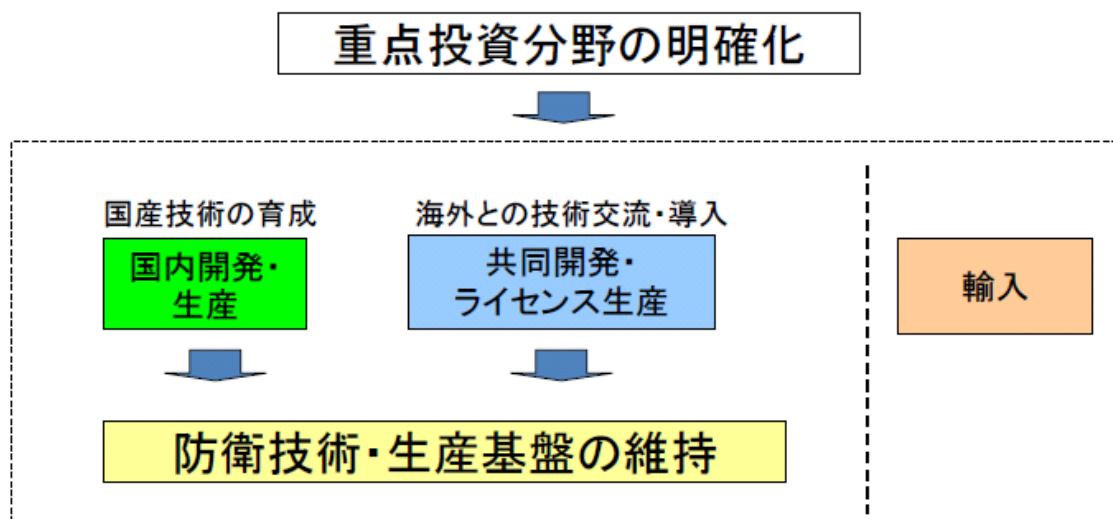 重点投資分野の明確化
国産技術の育成
海外との技術交流・導入
国内開発・
生産
共同開発・
ライセンス生産
輸入
防衛技術・生産基盤の維持